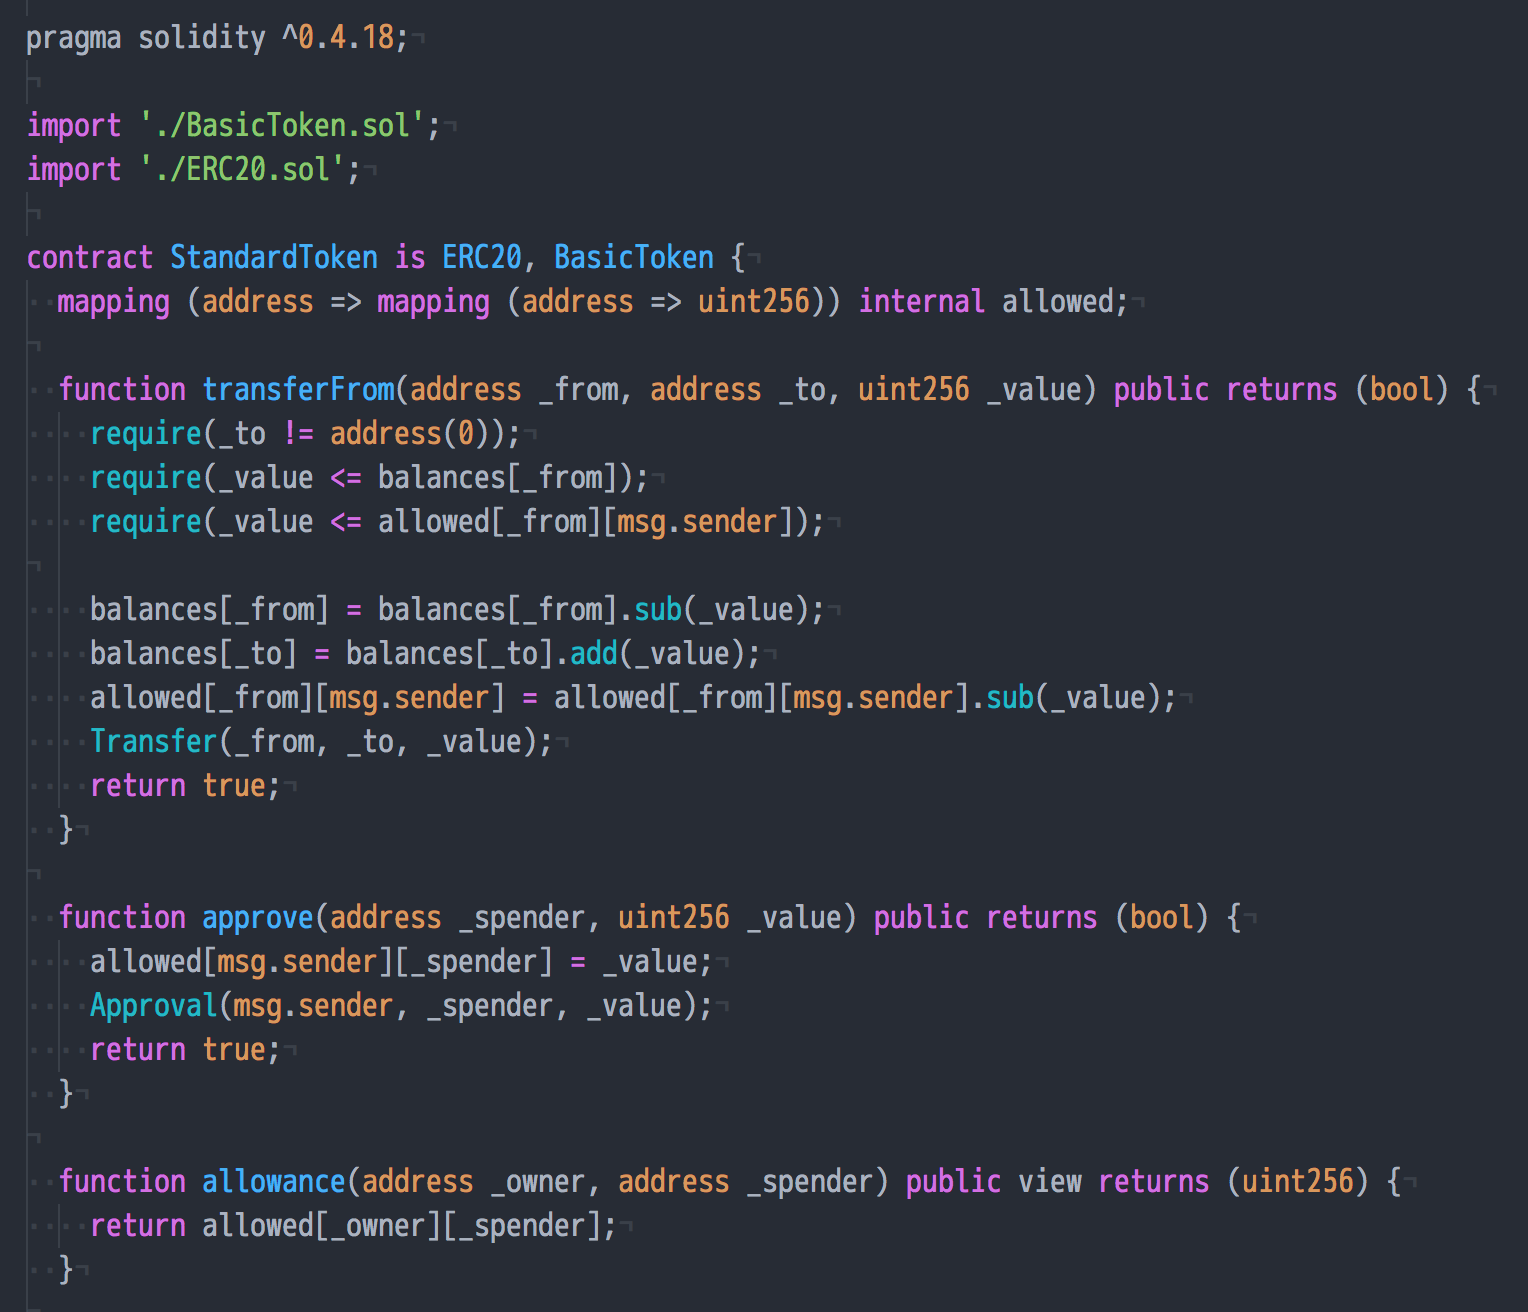 pragma solidity ^0.4.18;

import './BasicToken.sol';
import './ERC20.sol';

contract StandardToken is ERC20, BasicToken {
  mapping (address => mapping (address => uint256)) internal allowed;

  function transferFrom(address _from, address _to, uint256 _value) public returns (bool) {
    require(_to != address(0));
    require(_value <= balances[_from]);
    require(_value <= allowed[_from][msg.sender]);

    balances[_from] = balances[_from].sub(_value);
    balances[_to] = balances[_to].add(_value);
    allowed[_from][msg.sender] = allowed[_from][msg.sender].sub(_value);
    Transfer(_from, _to, _value);
    return true;
  }

  function approve(address _spender, uint256 _value) public returns (bool) {
    allowed[msg.sender][_spender] = _value;
    Approval(msg.sender, _spender, _value);
    return true;
  }

  function allowance(address _owner, address _spender) public view returns (uint256) {
    return allowed[_owner][_spender];
  }